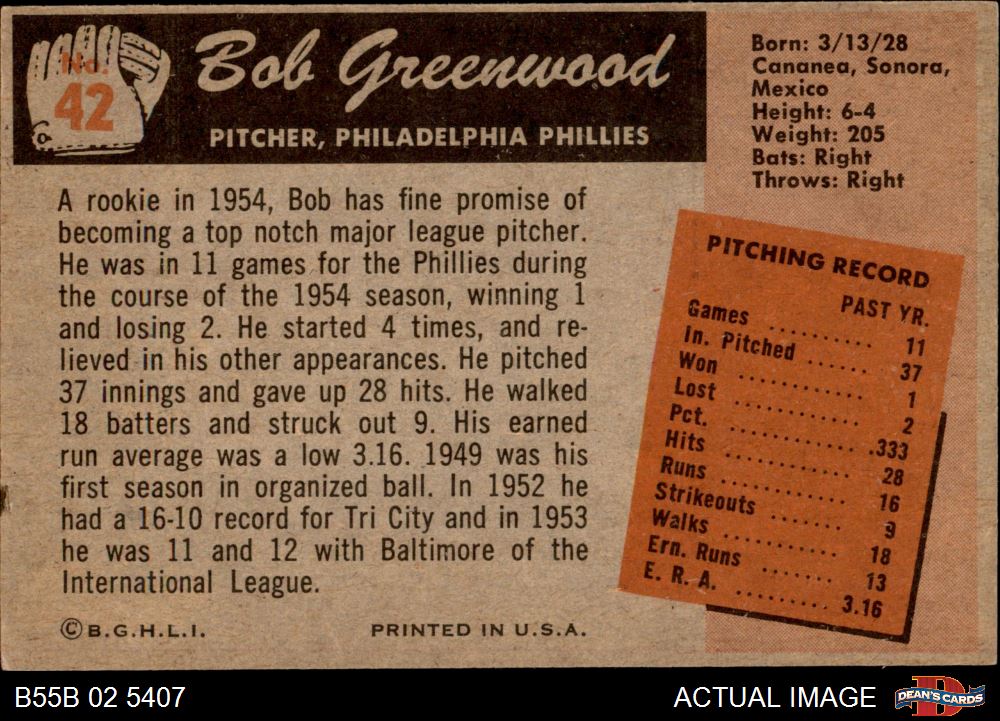 No.
42
Bob Greenwood
PITCHER, PHILADELPHIA PHILLIES
Born: 3/13/28
Cananea, Sonora,
Mexico
Height: 6-4
Weight: 205
Bats: Right
Throws: Right
A rookie in 1954, Bob has fine promise of
becoming a top notch major league pitcher.
He was in 11 games for the Phillies during
the course of the 1954 season, winning 1
and losing 2. He started 4 times, and re-
lieved in his other appearances. He pitched
37 innings and gave up 28 hits. He walked
18 batters and struck out 9. His earned
run average was a low 3.16. 1949 was his
first season in organized ball. In 1952 he
had a 16-10 record for Tri City and in 1953
he was 11 and 12 with Baltimore of the
International League.
PITCHING RECORD
PAST YR.
Games ......... 11
In. Pitched ...... 37
Won .......... 1
Lost .......... 2
Pct. .......... .333
Hits .......... 28
Runs .......... 16
Strikeouts ....... 9
Walks .......... 18
Ern. Runs ....... 13
E. R. A. ......... 3.16
© B.G.H.L.I.
PRINTED IN U.S.A.
B55B 02 5407
ACTUAL IMAGE
D
DEAN'S CARDS